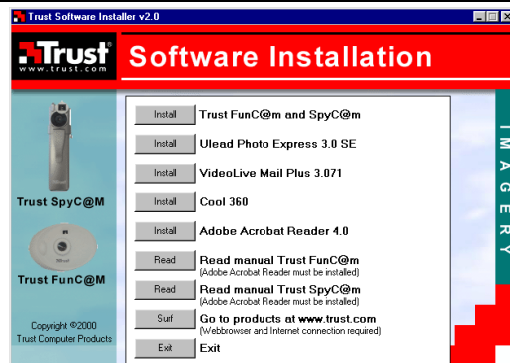 Trust Software Installer v2.0
Trust
www.trust.com
Software Installation
Install Trust FunC@m and SpyC@m
Install Ulead Photo Express 3.0 SE
Install VideoLive Mail Plus 3.071
Install Cool 360
Install Adobe Acrobat Reader 4.0
Read Read manual Trust FunC@m
(Adobe Acrobat Reader must be installed)
Read Read manual Trust SpyC@m
(Adobe Acrobat Reader must be installed)
Surf Go to products at www.trust.com
(Webbrowser and Internet connection required)
Exit Exit
Trust SpyC@M
Trust FunC@M
Copyright ©2000
Trust Computer Products
IMAGERY